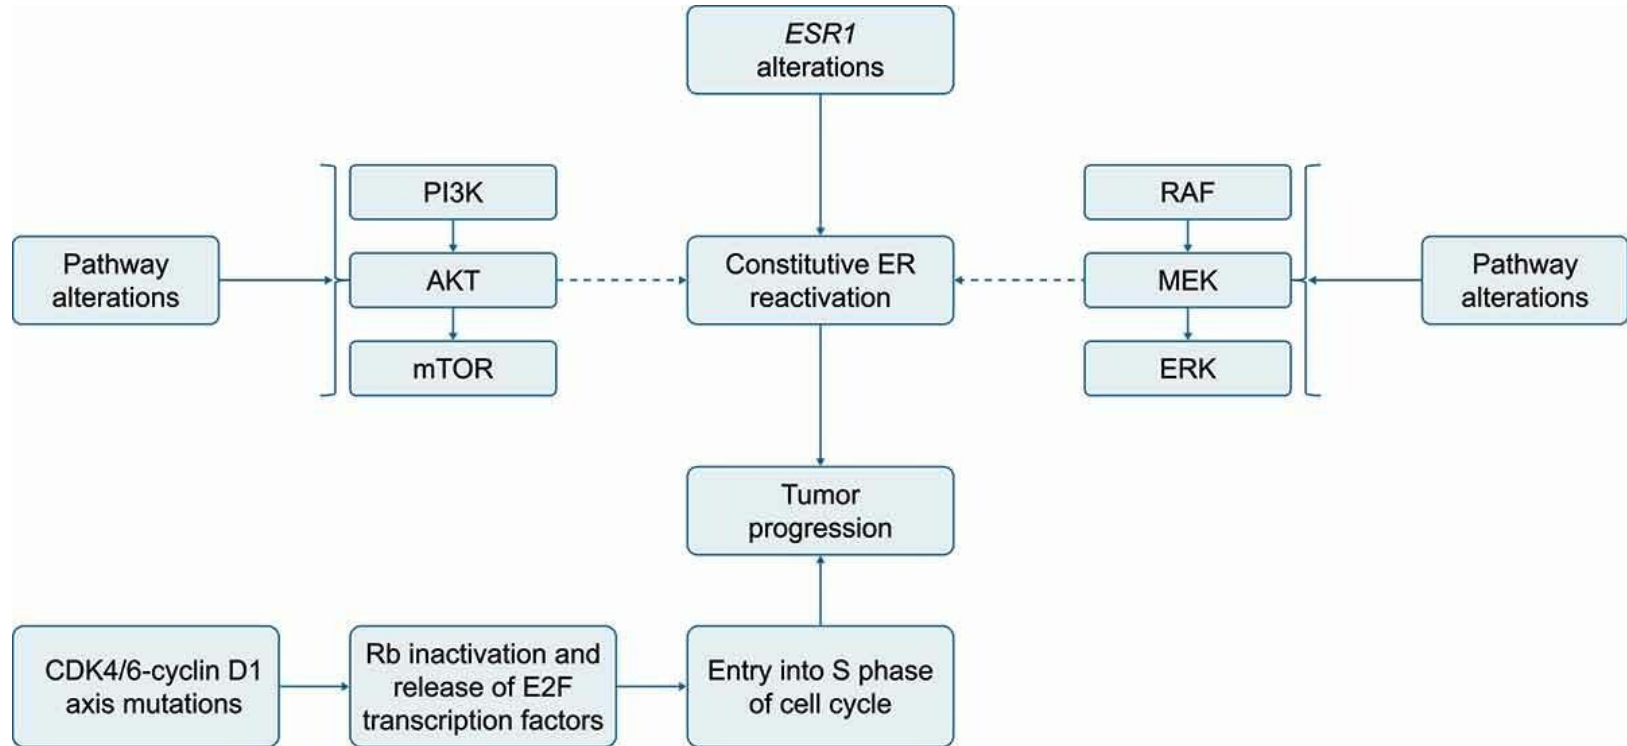 ESR1
alterations
PI3K
RAF
Pathway
alterations
AKT
Constitutive ER
reactivation
MEK
Pathway
alterations
mTOR
ERK
Tumor
progression
CDK4/6-cyclin D1
axis mutations
Rb inactivation and
release of E2F
transcription factors
Entry into S phase
of cell cycle